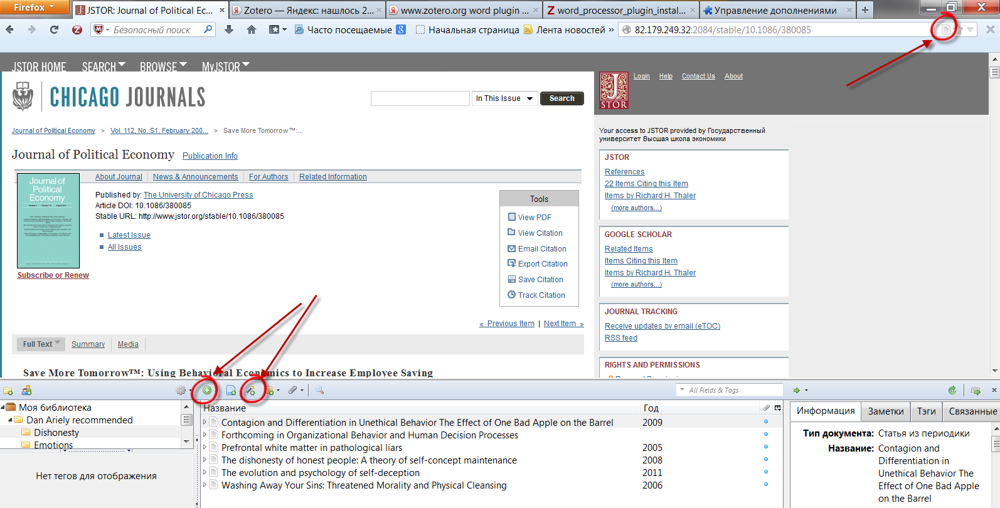 Firefox
JSTOR: Journal of Political Ec...
Zotero — Яндекс: нашлось 2...
www.zotero.org word plugin ...
word_processor_plugin_instal...
Управление дополнениями
Безопасный поиск
Часто посещаемые
Начальная страница
Лента новостей
»
82.179.249.32:2084/stable/10.1086/380085
JSTOR HOME
SEARCH
BROWSE
MyJSTOR
CHICAGO JOURNALS
In This Issue
Search
JSTOR
Login
Help
Contact Us
About
Journal of Political Economy > Vol. 112, No. S1, February 200... > Save More Tomorrow™:...
Your access to JSTOR provided by Государственный
университет Высшая школа экономики
Journal of Political Economy
Publication Info
About Journal
News & Announcements
For Authors
Related Information
Journal of
Political
Economy
Published by: The University of Chicago Press
Article DOI: 10.1086/380085
Stable URL: http://www.jstor.org/stable/10.1086/380085
Latest Issue
All Issues
Subscribe or Renew
Tools
View PDF
View Citation
Email Citation
Export Citation
Save Citation
Track Citation
« Previous Item | Next Item »
JSTOR
References
22 Items Citing this Item
Items by Richard H. Thaler
(more authors...)
GOOGLE SCHOLAR
Related Items
Items Citing this Item
Items by Richard H. Thaler
(more authors...)
JOURNAL TRACKING
Receive updates by email (eTOC)
RSS feed
RIGHTS AND PERMISSIONS
Full Text
Summary
Media
Save More Tomorrow™: Using Behavioral Economics to Increase Employee Saving
All Fields & Tags
Моя библиотека
Dan Ariely recommended
Dishonesty
Emotions
Нет тегов для отображения
Название
Год
Contagion and Differentiation in Unethical Behavior The Effect of One Bad Apple on the Barrel 2009
Forthcoming in Organizational Behavior and Human Decision Processes
Prefrontal white matter in pathological liars 2005
The dishonesty of honest people: A theory of self-concept maintenance 2008
The evolution and psychology of self-deception 2011
Washing Away Your Sins: Threatened Morality and Physical Cleansing 2006
Информация
Заметки
Тэги
Связанные
Тип документа: Статья из периодики
Название: Contagion and
Differentiation in
Unethical Behavior The
Effect of One Bad Apple
on the Barrel